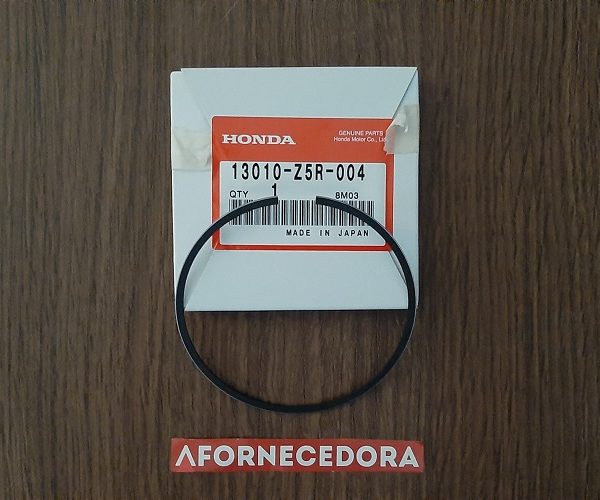 HONDA
GENUINE PARTS
Honda Motor Co., Ltd.
13010-Z5R-004
QTY 1 8M03
MADE IN JAPAN
AFORNECEDORA